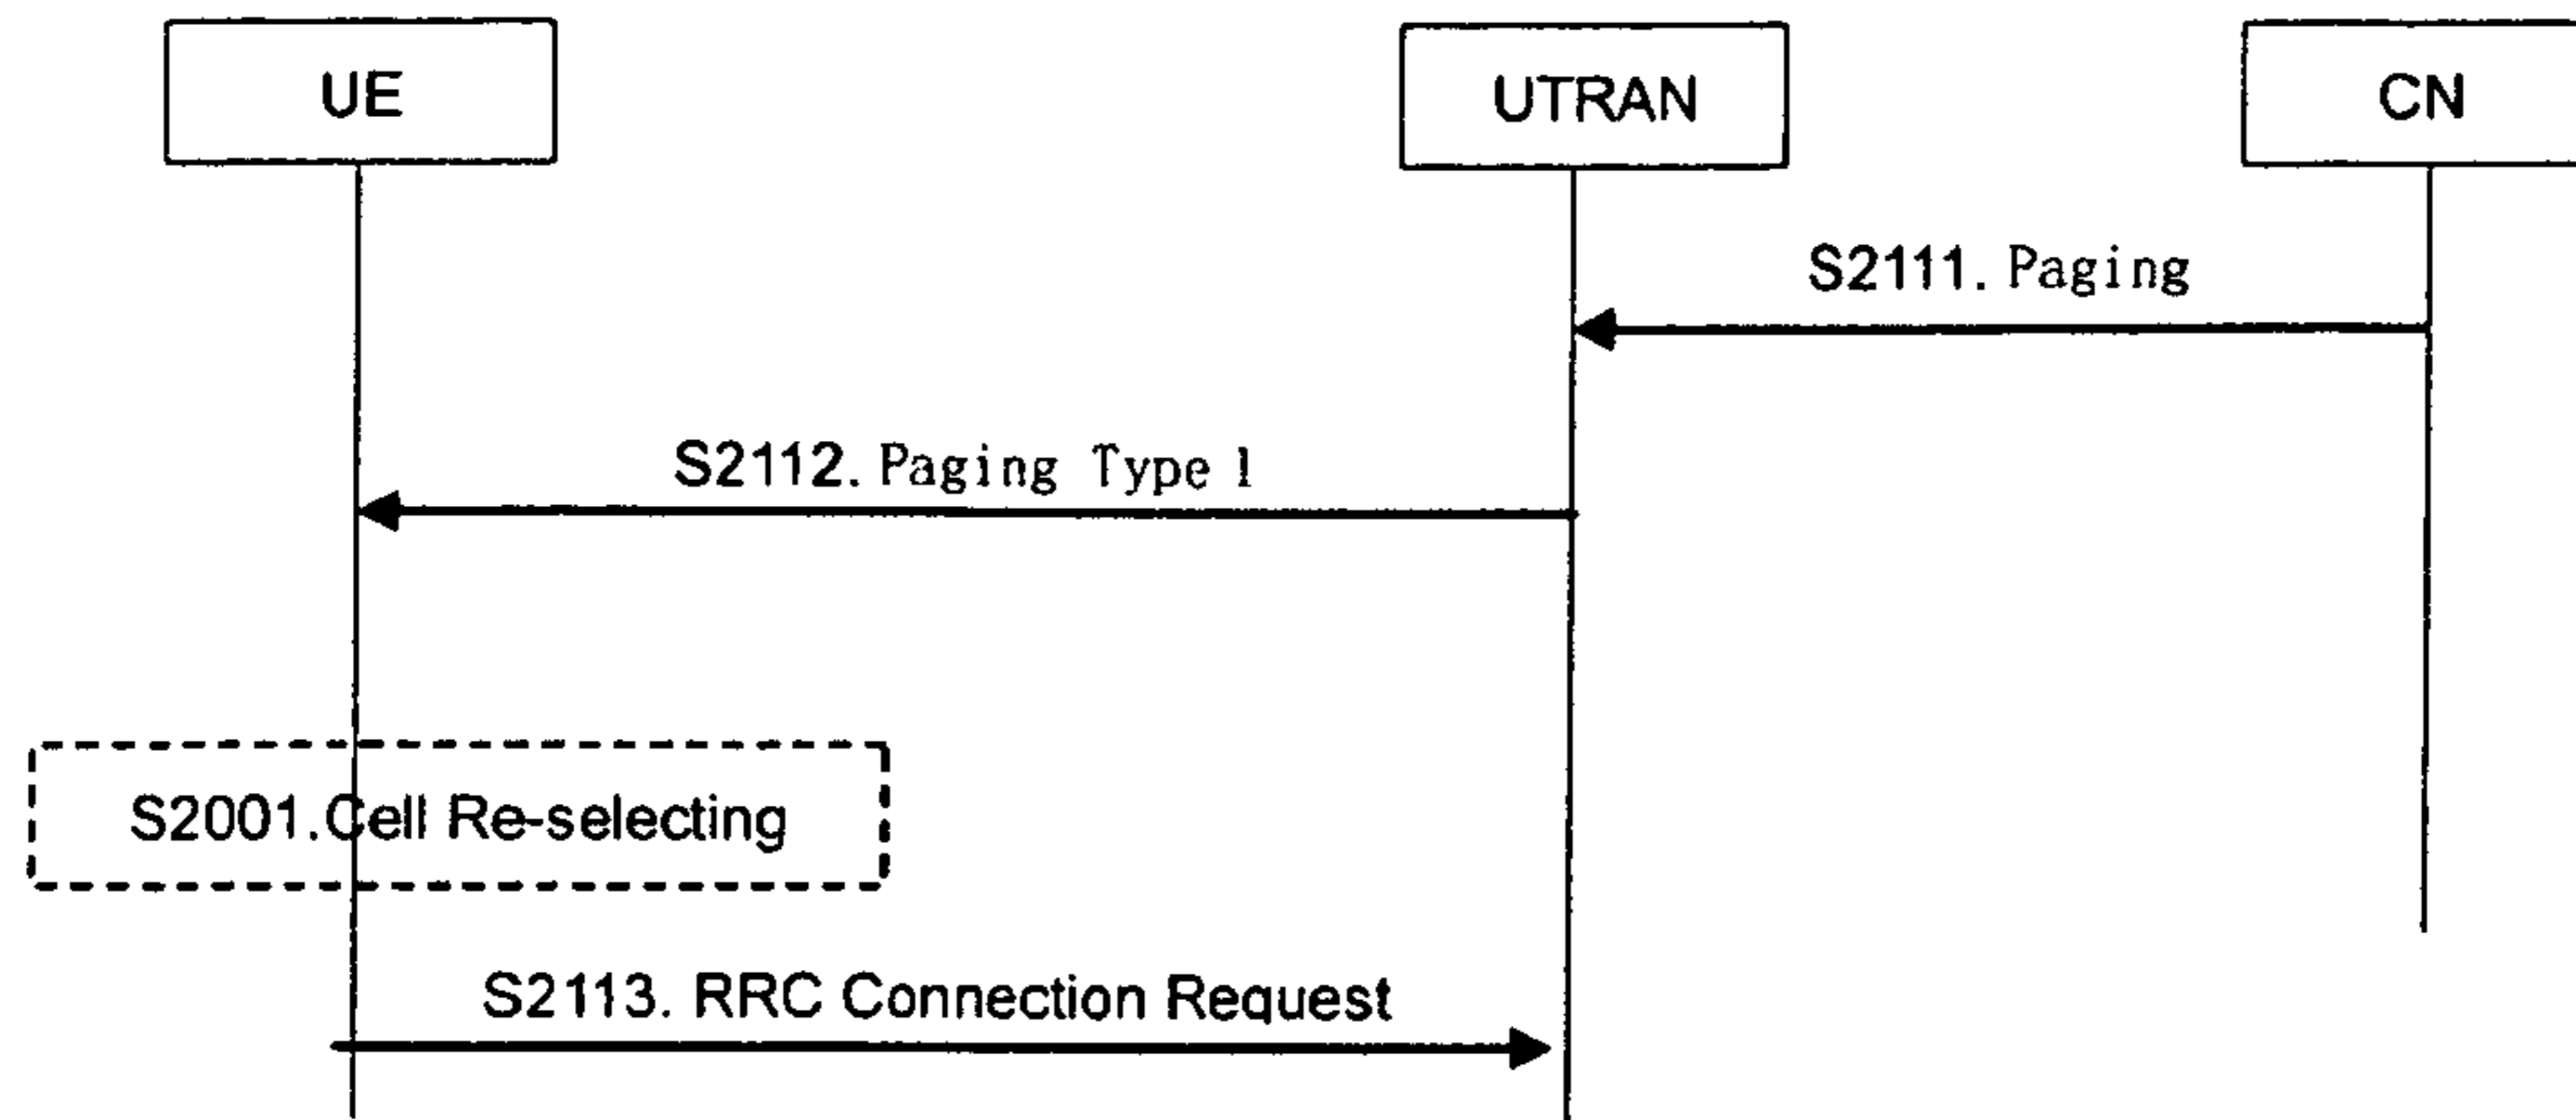 UE
UTRAN
CN
S2111. Paging
S2112. Paging Type 1
S2001.Cell Re-selecting
S2113. RRC Connection Request